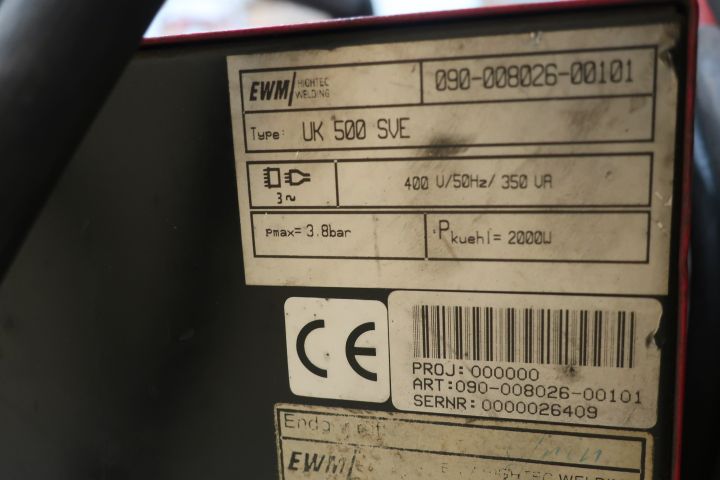 EWM HIGHTEC WELDING 090-008026-00101
Type: UK 500 SVE
3~ 400 V/50Hz/ 350 VA
Pmax= 3.8bar Pkuehl= 2000W
CE
PROJ:000000
ART:090-008026-00101
SERNR:0000026409
EWM